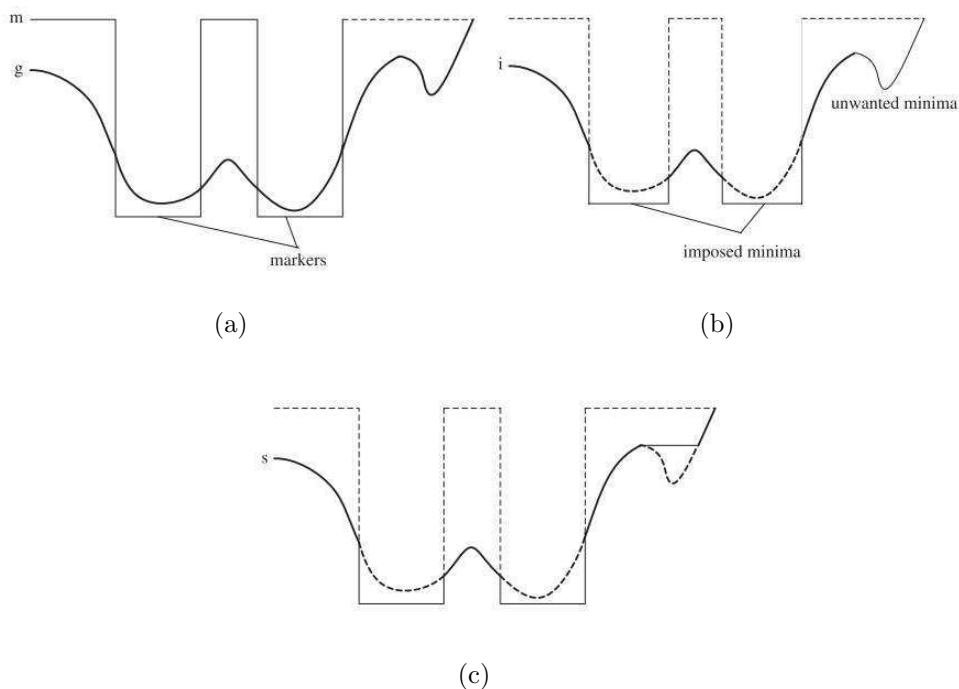 m
g
markers
(a)
i
unwanted minima
imposed minima
(b)
s
(c)